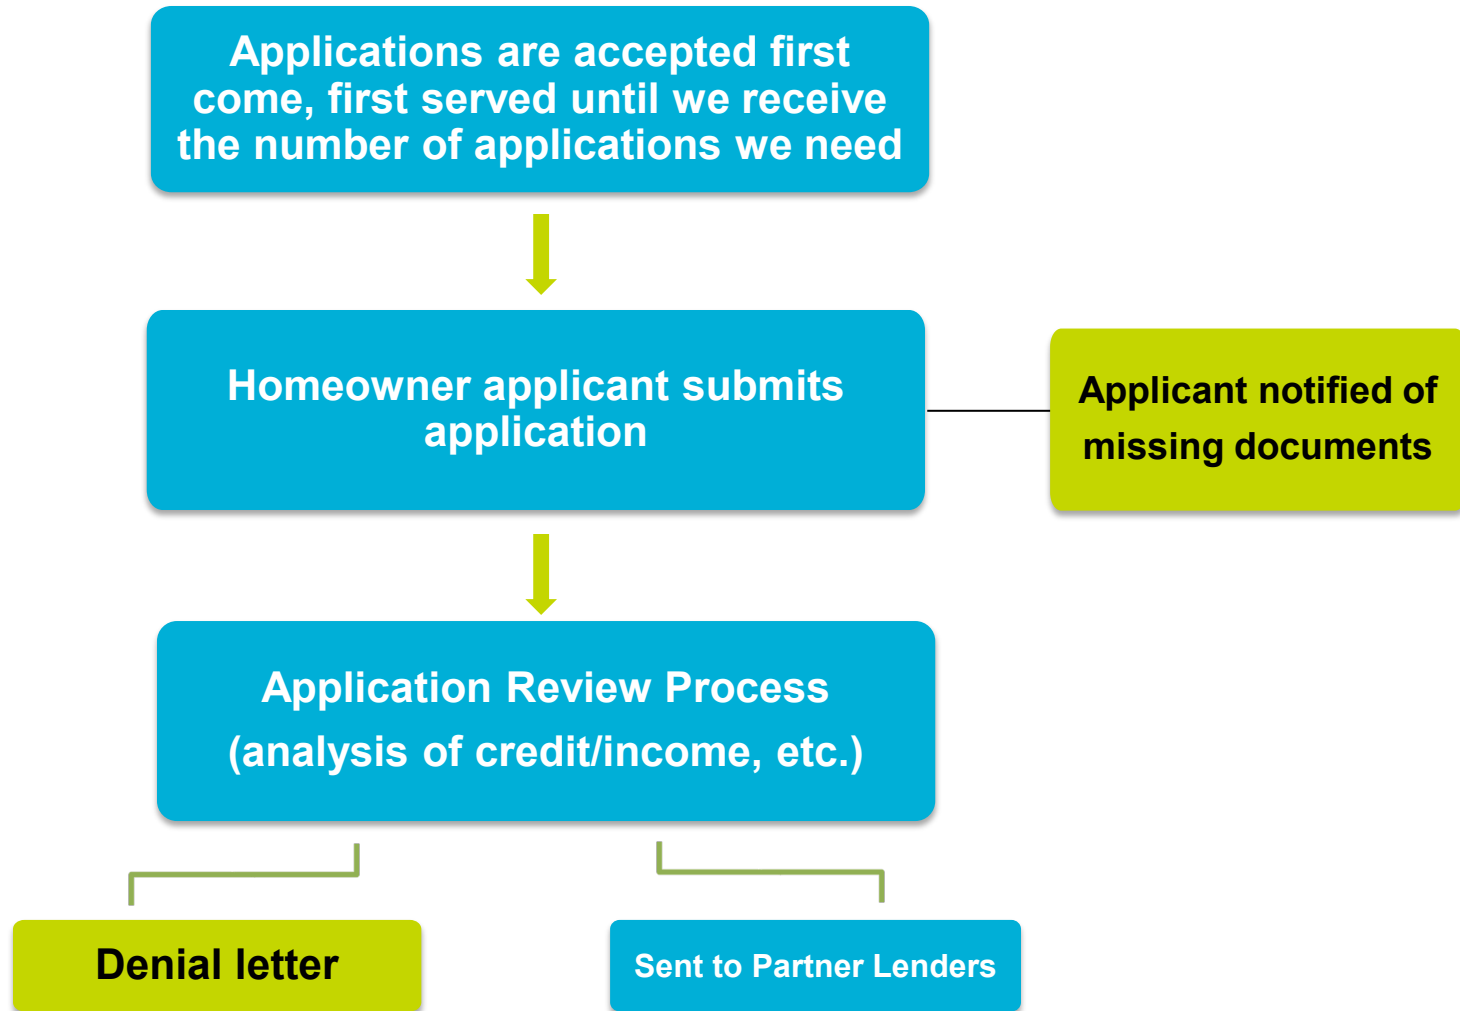 Applications are accepted first
come, first served until we receive
the number of applications we need
Homeowner applicant submits
application
Applicant notified of
missing documents
Application Review Process
(analysis of credit/income, etc.)
Denial letter
Sent to Partner Lenders